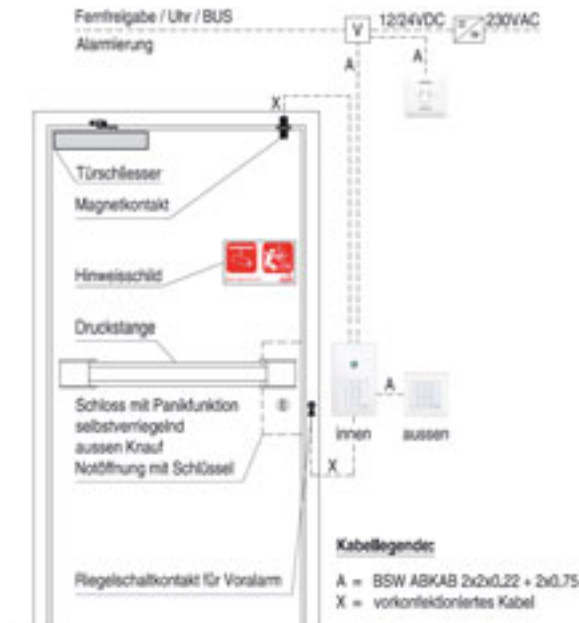 Fernfreigabe / Uhr / BUS
Alarmierung
V
12/24VDC
230VAC
A
A
X
Türschliesser
Magnetkontakt
Hinweisschild
Druckstange
Schloss mit Panikfunktion
selbstverriegelnd
aussen Knauf
Notöffnung mit Schlüssel
A
innen
aussen
X
Riegelschaltkontakt für Voralarm
Kabellegende:
A = BSW ABKAB 2x2x0.22 + 2x0.75
X = vorkonfektioniertes Kabel